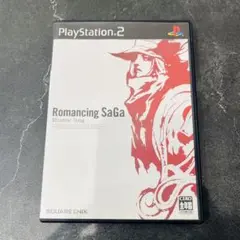 PlayStation 2
Romancing SaGa
SQUARE ENIX